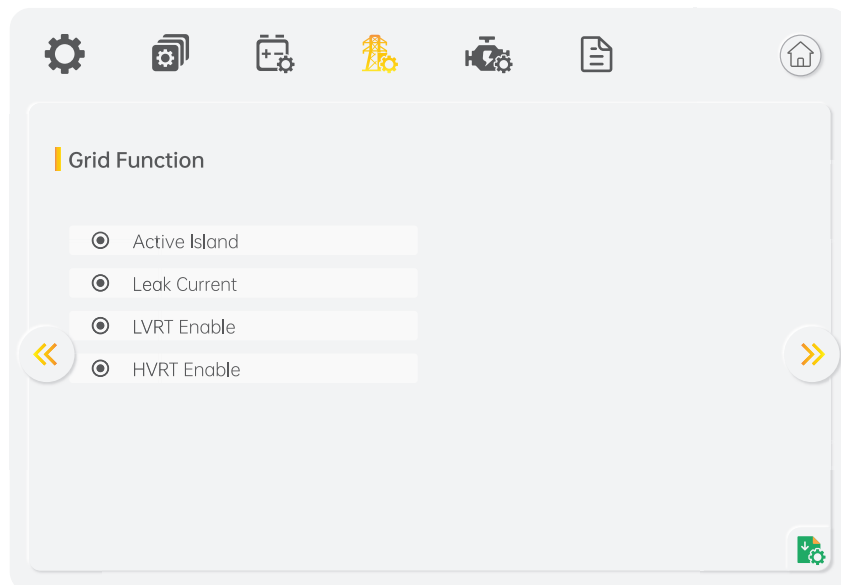 Grid Function
Active Island
Leak Current
LVRT Enable
HVRT Enable